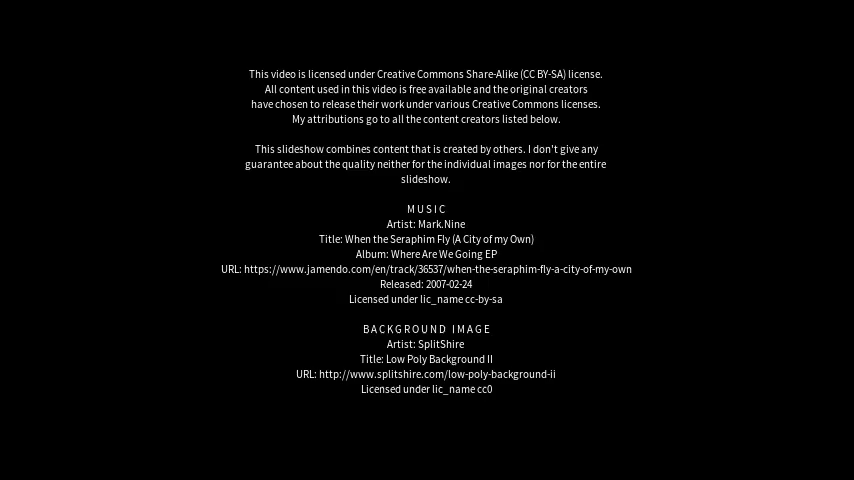 This video is licensed under Creative Commons Share-Alike (CC BY-SA) license.
All content used in this video is free available and the original creators
have chosen to release their work under various Creative Commons licenses.
My attributions go to all the content creators listed below.
This slideshow combines content that is created by others. I don't give any
guarantee about the quality neither for the individual images nor for the entire
slideshow.
MUSIC
Artist: Mark.Nine
Title: When the Seraphim Fly (A City of my Own)
Album: Where Are We Going EP
URL: https://www.jamendo.com/en/track/36537/when-the-seraphim-fly-a-city-of-my-own
Released: 2007-02-24
Licensed under lic_name cc-by-sa
BACKGROUND IMAGE
Artist: SplitShire
Title: Low Poly Background II
URL: http://www.splitshire.com/low-poly-background-ii
Licensed under lic_name cc0